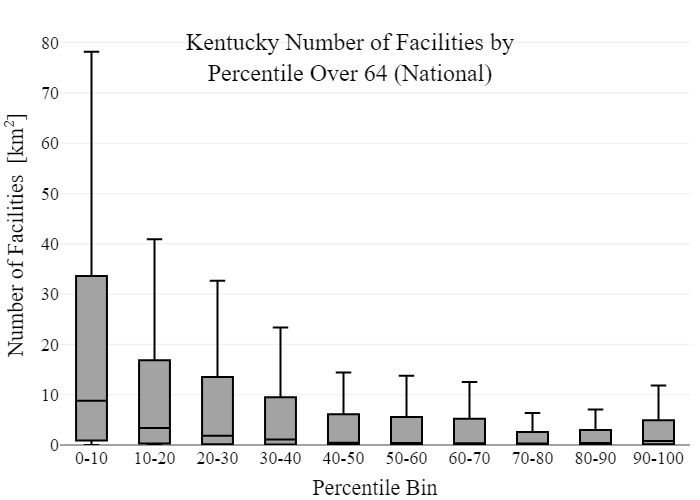 Kentucky Number of Facilities by
Percentile Over 64 (National)
Number of Facilities [km²]
80
70
60
50
40
30
20
10
0
0-10 10-20 20-30 30-40 40-50 50-60 60-70 70-80 80-90 90-100
Percentile Bin